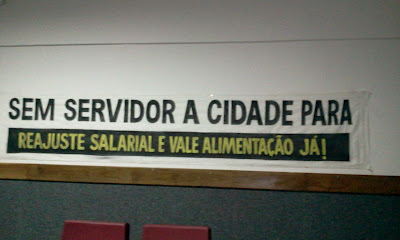 SEM SERVIDOR A CIDADE PARA
REAJUSTE SALARIAL E VALE ALIMENTAÇÃO JÁ!